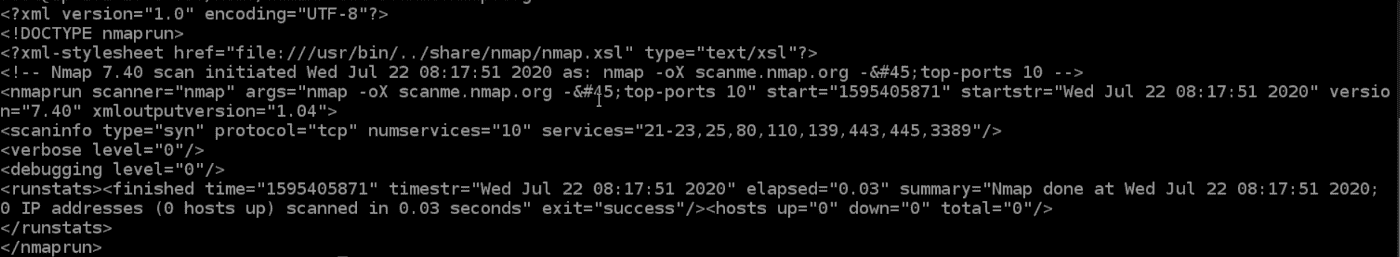 <?xml version="1.0" encoding="UTF-8"?>
<!DOCTYPE nmaprun>
<?xml-stylesheet href="file:///usr/bin/../share/nmap/nmap.xsl" type="text/xsl"?>
<!-- Nmap 7.40 scan initiated Wed Jul 22 08:17:51 2020 as: nmap -oX scanme.nmap.org -&#45;top-ports 10 -->
<nmaprun scanner="nmap" args="nmap -oX scanme.nmap.org -&#45;top-ports 10" start="1595405871" startstr="Wed Jul 22 08:17:51 2020" versio
n="7.40" xmloutputversion="1.04">
<scaninfo type="syn" protocol="tcp" numservices="10" services="21-23,25,80,110,139,443,445,3389"/>
<verbose level="0"/>
<debugging level="0"/>
<runstats><finished time="1595405871" timestr="Wed Jul 22 08:17:51 2020" elapsed="0.03" summary="Nmap done at Wed Jul 22 08:17:51 2020;
0 IP addresses (0 hosts up) scanned in 0.03 seconds" exit="success"/><hosts up="0" down="0" total="0"/>
</runstats>
</nmaprun>